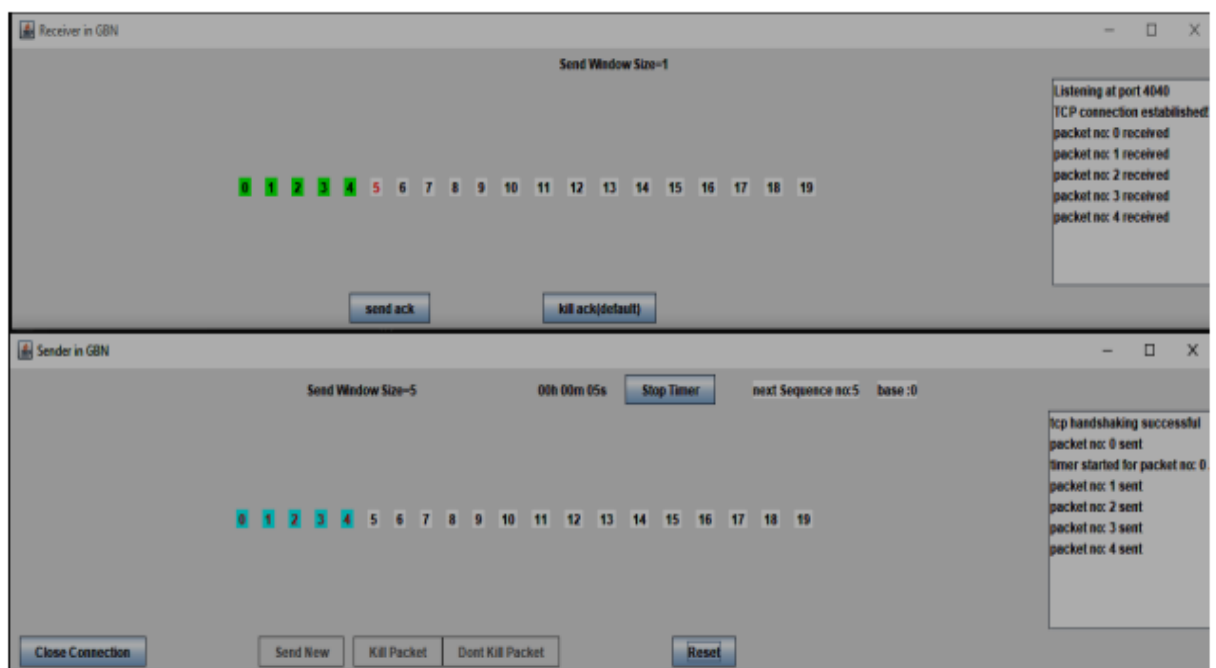 Receiver in GBN
Send Window Size=1
Listening at port 4040
TCP connection estabilished!
packet no: 0 received
packet no: 1 received
packet no: 2 received
packet no: 3 received
packet no: 4 received
0 1 2 3 4 5 6 7 8 9 10 11 12 13 14 15 16 17 18 19
send ack kill ack(default)
Sender in GBN
Send Window Size=5 00h 00m 05s Stop Timer next Sequence no:5 base :0
tcp handshaking successful
packet no: 0 sent
timer started for packet no: 0
packet no: 1 sent
packet no: 2 sent
packet no: 3 sent
packet no: 4 sent
0 1 2 3 4 5 6 7 8 9 10 11 12 13 14 15 16 17 18 19
Close Connection Send New Kill Packet Dont Kill Packet Reset